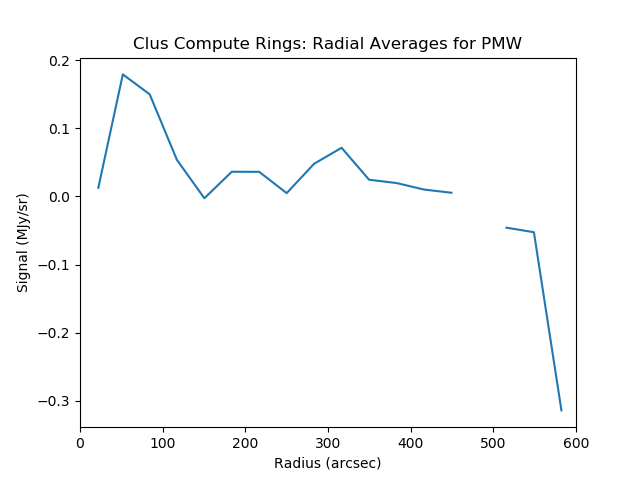 Clus Compute Rings: Radial Averages for PMW
0.2
0.1
0.0
−0.1
−0.2
−0.3
Signal (MJy/sr)
0 100 200 300 400 500 600
Radius (arcsec)